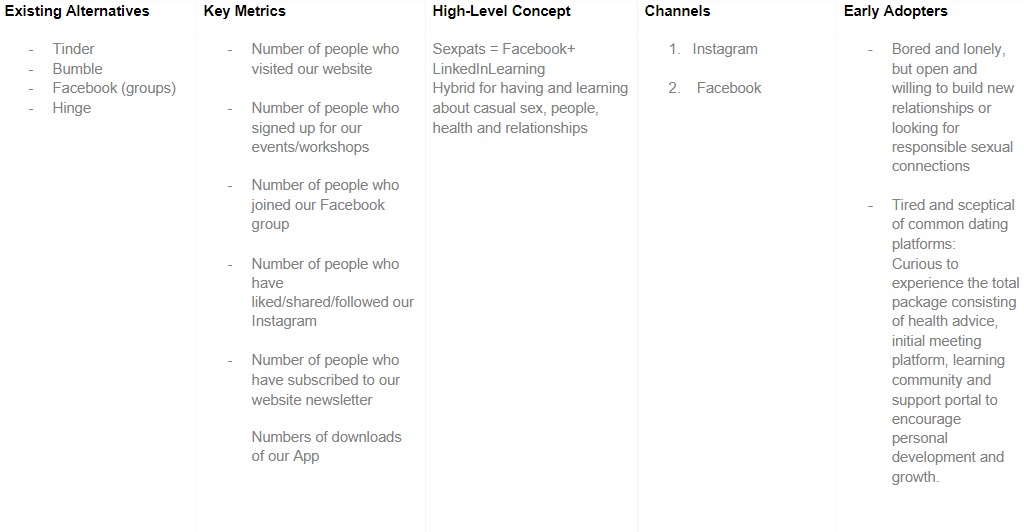 Existing Alternatives
- Tinder
- Bumble
- Facebook (groups)
- Hinge
Key Metrics
- Number of people who
visited our website
- Number of people who
signed up for our
events/workshops
- Number of people who
joined our Facebook
group
- Number of people who
have
liked/shared/followed our
Instagram
- Number of people who
have subscribed to our
website newsletter
Numbers of downloads
of our App
High-Level Concept
Sexpats = Facebook+
LinkedInLearning
Hybrid for having and learning
about casual sex, people,
health and relationships
Channels
1. Instagram
2. Facebook
Early Adopters
- Bored and lonely,
but open and
willing to build new
relationships or
looking for
responsible sexual
connections
- Tired and sceptical
of common dating
platforms:
Curious to
experience the total
package consisting
of health advice,
initial meeting
platform, learning
community and
support portal to
encourage
personal
development and
growth.